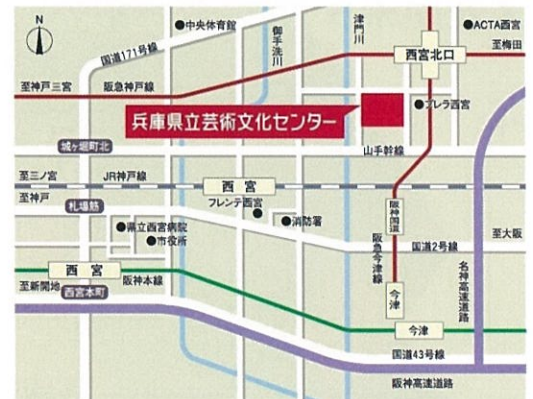 N
●中央体育館
御手洗川
津門川
●ACTA西宮
国道171号線
西宮北口
至梅田
至神戸三宮
阪急神戸線
兵庫県立芸術文化センター
●プレラ西宮
城ヶ堀町北
山手幹線
至三ノ宮
JR神戸線
西宮
至神戸
フレンテ西宮
札場筋
●消防署
●県立西宮病院
●市役所
阪神国道
国道2号線
至大阪
阪急今津線
名神高速道路
西宮
阪神本線
至新開地
西宮本町
今津
今津
国道43号線
阪神高速道路